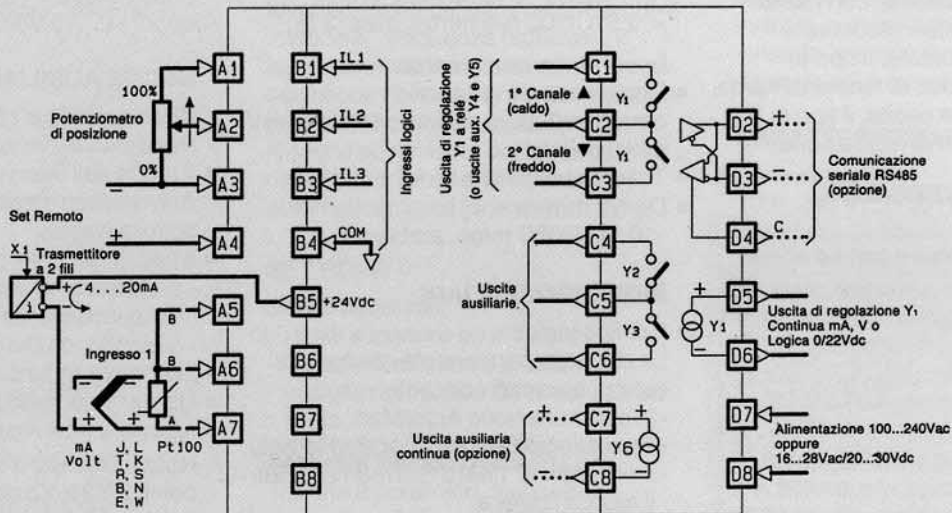 A1
100%
Potenziometro
di posizione
A2
0%
A3
–
Set Remoto
+
A4
X1
Trasmettitore
a 2 fili
+
–
i
4...20mA
A5
B
Ingresso 1
B
A6
– –
+ +
A
A7
mA
Volt
J, L
T, K
R, S
B, N
E, W
Pt100
B1
IL1
B2
IL2
B3
IL3
Ingressi logici
B4
COM
B5
+24Vdc
B6
B7
B8
Uscita di regolazione
Y1 a relé
(o uscite aux. Y4 e Y5)
C1
1° Canale
(caldo)
Y1
C2
2° Canale
(freddo)
Y1
C3
Uscite
ausiliarie
C4
Y2
C5
Y3
C6
Uscita ausiliaria
continua (opzione)
+
C7
+
Y6
–
C8
–
D2
+
D3
–
D4
C
Comunicazione
seriale RS485
(opzione)
+
D5
Y1
Uscita di regolazione Y1
Continua mA, V o
Logica 0/22Vdc
–
D6
D7
Alimentazione 100...240Vac
oppure
16...28Vac/20...30Vdc
D8